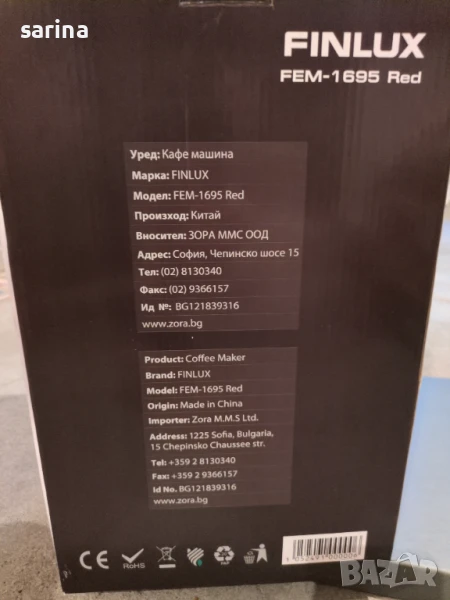 sarina
FINLUX
FEM-1695 Red
Уред: Кафе машина
Марка: FINLUX
Модел: FEM-1695 Red
Произход: Китай
Вносител: ЗОРА ММС ООД
Адрес: София, Чепинско шосе 15
Тел: (02) 8130340
Факс: (02) 9366157
Ид №: BG121839316
www.zora.bg
Product: Coffee Maker
Brand: FINLUX
Model: FEM-1695 Red
Origin: Made in China
Importer: Zora M.M.S Ltd.
Address: 1225 Sofia, Bulgaria,
15 Chepinsko Chaussee str.
Tel: +359 2 8130340
Fax: +359 2 9366157
Id No. BG121839316
www.zora.bg
CE
RoHS
BAZAR